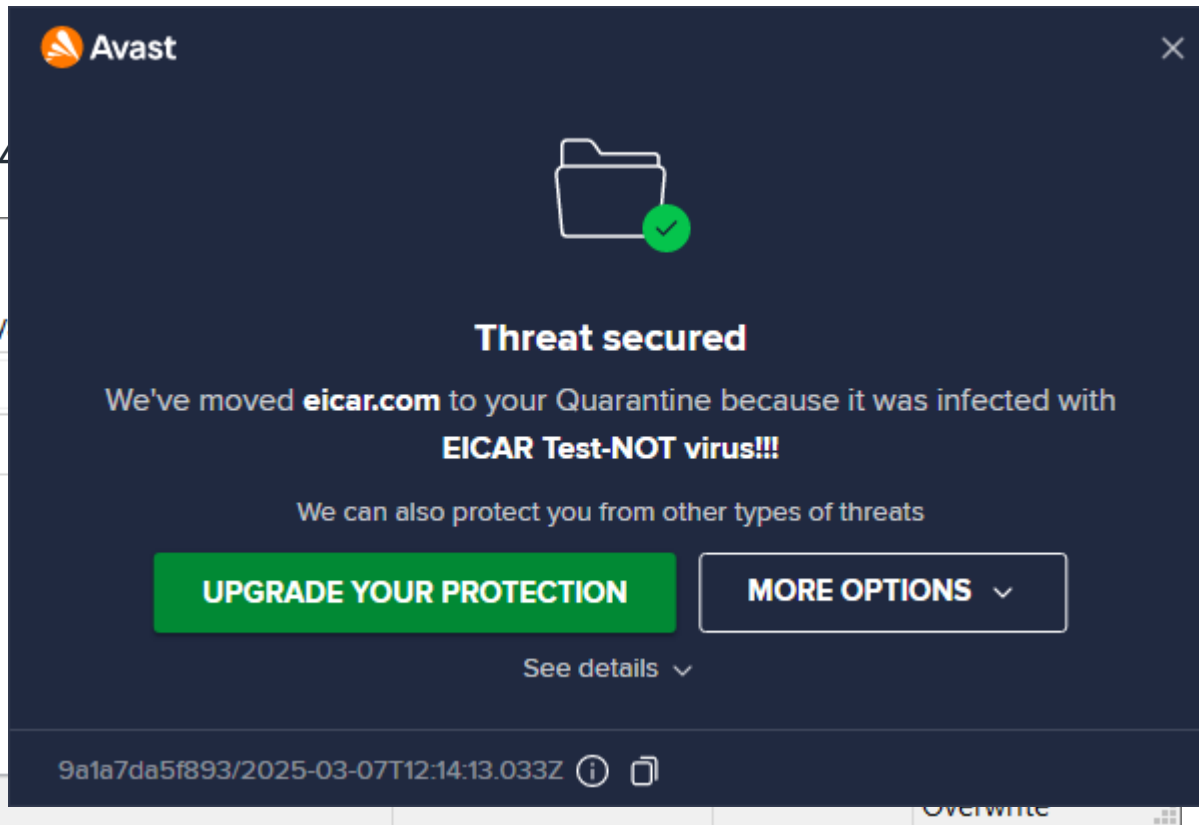 Avast
Threat secured
We've moved eicar.com to your Quarantine because it was infected with
EICAR Test-NOT virus!!!
We can also protect you from other types of threats
UPGRADE YOUR PROTECTION
MORE OPTIONS
See details
9a1a7da5f893/2025-03-07T12:14:13.033Z
Overwrite